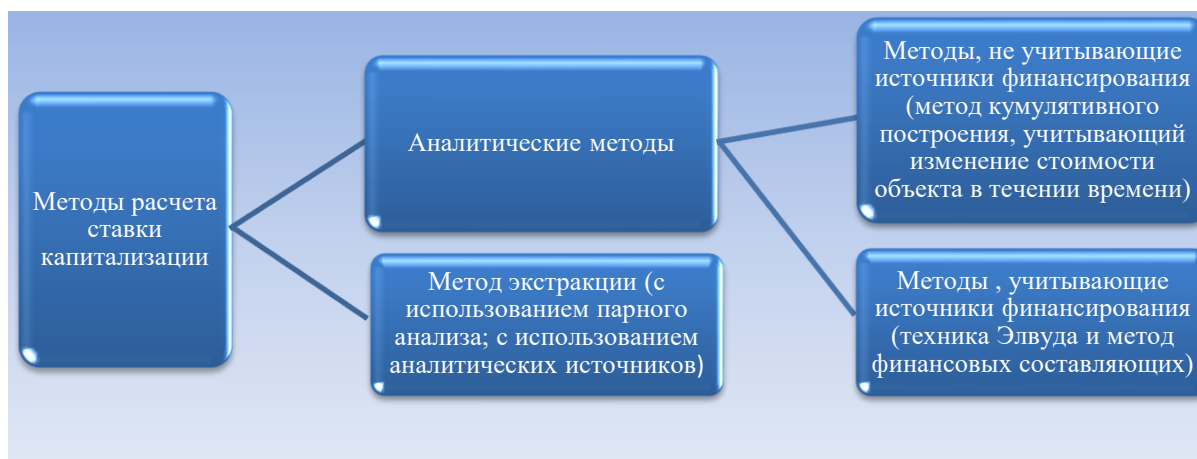 Методы расчета
ставки
капитализации
Аналитические методы
Метод экстракции (с
использованием парного
анализа; с использованием
аналитических источников)
Методы, не учитывающие
источники финансирования
(метод кумулятивного
построения, учитывающий
изменение стоимости
объекта в течении времени)
Методы , учитывающие
источники финансирования
(техника Элвуда и метод
финансовых составляющих)